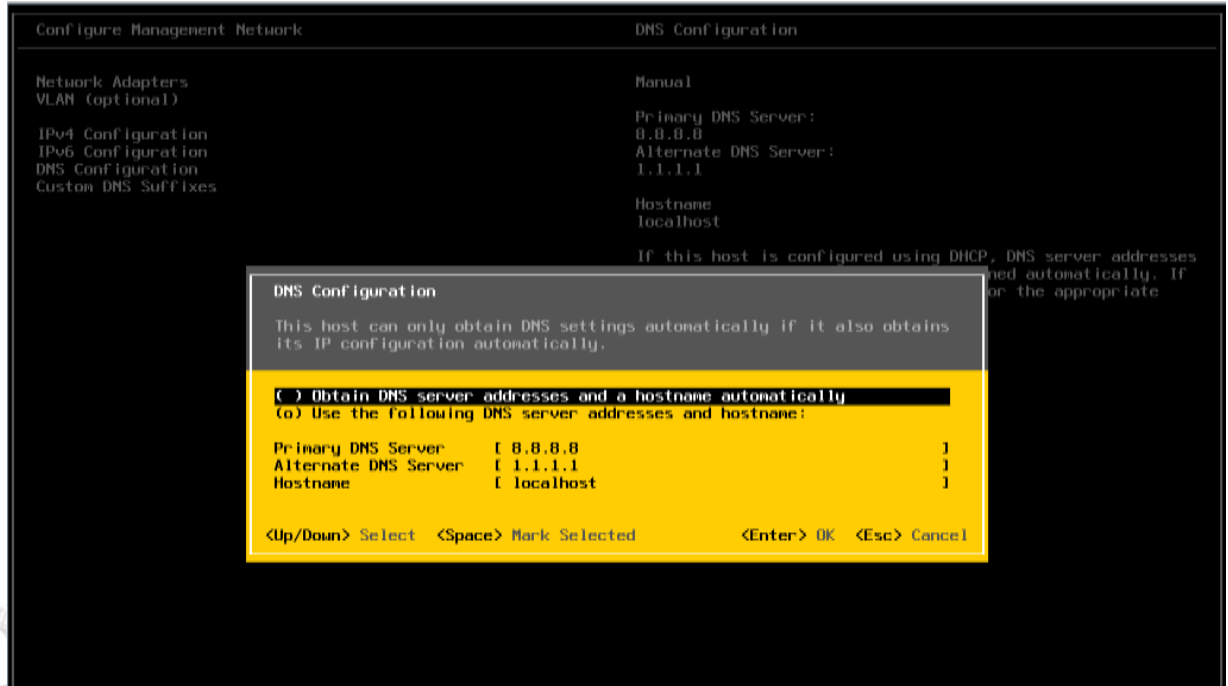 Configure Management Network
DNS Configuration
Network Adapters
VLAN (optional)
IPv4 Configuration
IPv6 Configuration
DNS Configuration
Custom DNS Suffixes
Manual
Primary DNS Server:
8.8.8.8
Alternate DNS Server:
1.1.1.1
Hostname
localhost
If this host is configured using DHCP, DNS server addresses
ned automatically. If
or the appropriate
DNS Configuration
This host can only obtain DNS settings automatically if it also obtains
its IP configuration automatically.
( ) Obtain DNS server addresses and a hostname automatically
(o) Use the following DNS server addresses and hostname:
Primary DNS Server [ 8.8.8.8 ]
Alternate DNS Server [ 1.1.1.1 ]
Hostname [ localhost ]
<Up/Down> Select <Space> Mark Selected <Enter> OK <Esc> Cancel